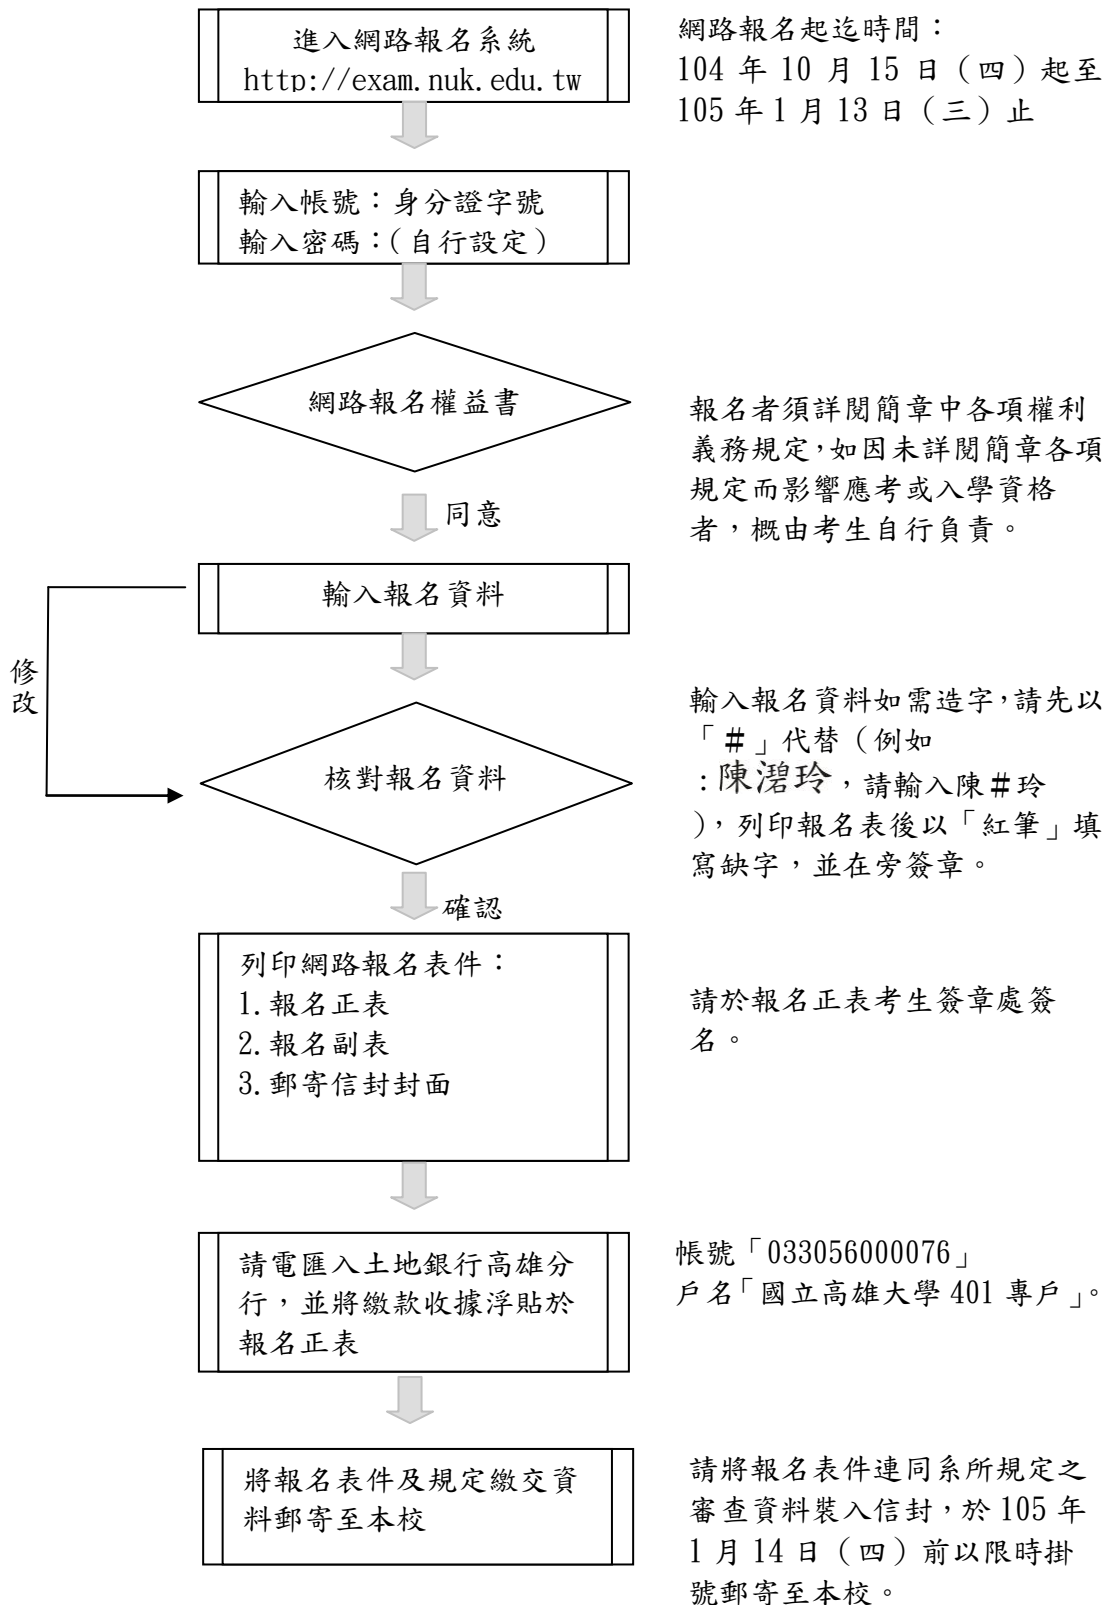 進入網路報名系統
http://exam.nuk.edu.tw
網路報名起迄時間：
104 年 10 月 15 日（四）起至
105 年 1 月 13 日（三）止
輸入帳號：身分證字號
輸入密碼：（自行設定）
網路報名權益書
報名者須詳閱簡章中各項權利
義務規定，如因未詳閱簡章各項
規定而影響應考或入學資格
者，概由考生自行負責。
同意
輸入報名資料
修
改
核對報名資料
輸入報名資料如需造字，請先以
「＃」代替（例如
：陳湦玲，請輸入陳＃玲
），列印報名表後以「紅筆」填
寫缺字，並在旁簽章。
確認
列印網路報名表件：
1.報名正表
2.報名副表
3.郵寄信封封面
請於報名正表考生簽章處簽
名。
請電匯入土地銀行高雄分
行，並將繳款收據浮貼於
報名正表
帳號「033056000076」
戶名「國立高雄大學 401 專戶」。
將報名表件及規定繳交資
料郵寄至本校
請將報名表件連同系所規定之
審查資料裝入信封，於 105 年
1 月 14 日（四）前以限時掛
號郵寄至本校。